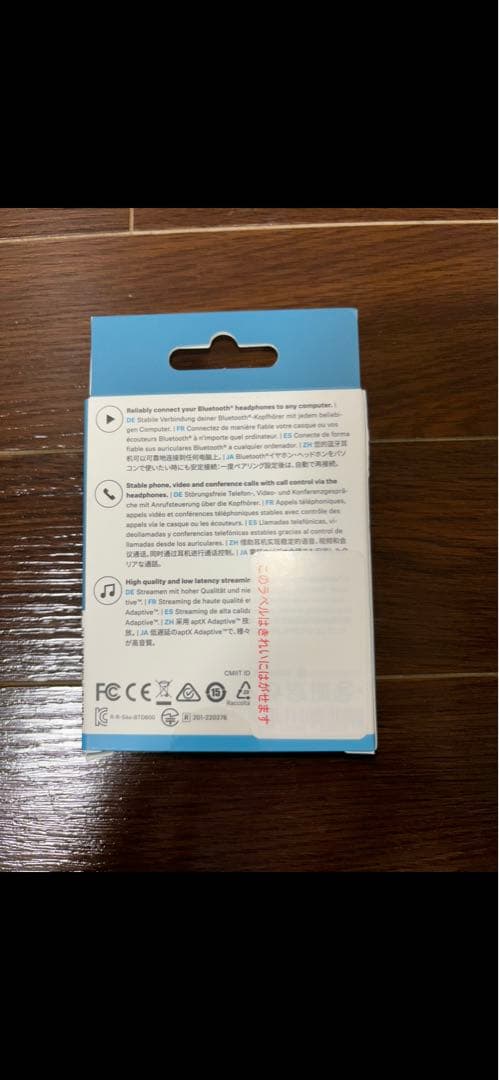 Reliably connect your Bluetooth® headphones to any computer. |
DE Stabile Verbindung deiner Bluetooth®-Kopfhörer mit jedem beliebi-
gen Computer. | FR Connectez de manière fiable votre casque ou vos
écouteurs Bluetooth® à n'importe quel ordinateur. | ES Conecte de forma
fiable sus auriculares Bluetooth® a cualquier ordenador. | ZH 您的蓝牙耳
机可以可靠地连接到任何电脑上。 | JA Bluetooth®イヤホン・ヘッドホンをパソ
コンで使いたい時にも安定接続：一度ペアリング設定後は、自動で再接続。
Stable phone, video and conference calls with call control via the
headphones. | DE Störungsfreie Telefon-, Video- und Konferenzgesprä-
che mit Anrufsteuerung über die Kopfhörer. | FR Appels téléphoniques,
appels vidéo et conférences téléphoniques stables avec contrôle des
appels via le casque ou les écouteurs. | ES Llamadas telefónicas, vi-
deollamadas y conferencias telefónicas estables gracias al control de
llamadas desde los auriculares. | ZH 借助耳机实现稳定的语音、视频和会
议通话，同时通过耳机进行通话控制。 | JA
リアな通話。
High quality and low latency streamin
DE Streamen mit hoher Qualität und nie
tive™. | FR Streaming de haute qualité et
Adaptive™. | ES Streaming de alta calida
Adaptive™. | ZH 采用 aptX Adaptive™ 技
放。 | JA 低遅延のaptX Adaptive™で、種々
が高音質。
このラベルはきれいにはがせます
CMIIT ID
FC CE 15 20
Raccolta
R-R-Sae-BTD600 R 201-220276